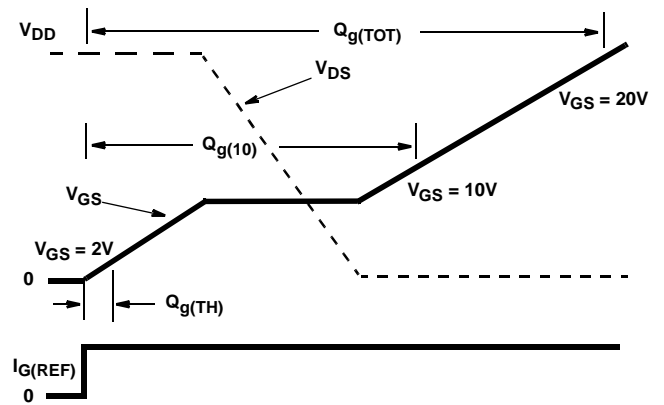 V_DD
Q_g(TOT)
V_DS
V_GS = 20V
Q_g(10)
V_GS
V_GS = 10V
V_GS = 2V
0
Q_g(TH)
I_G(REF)
0